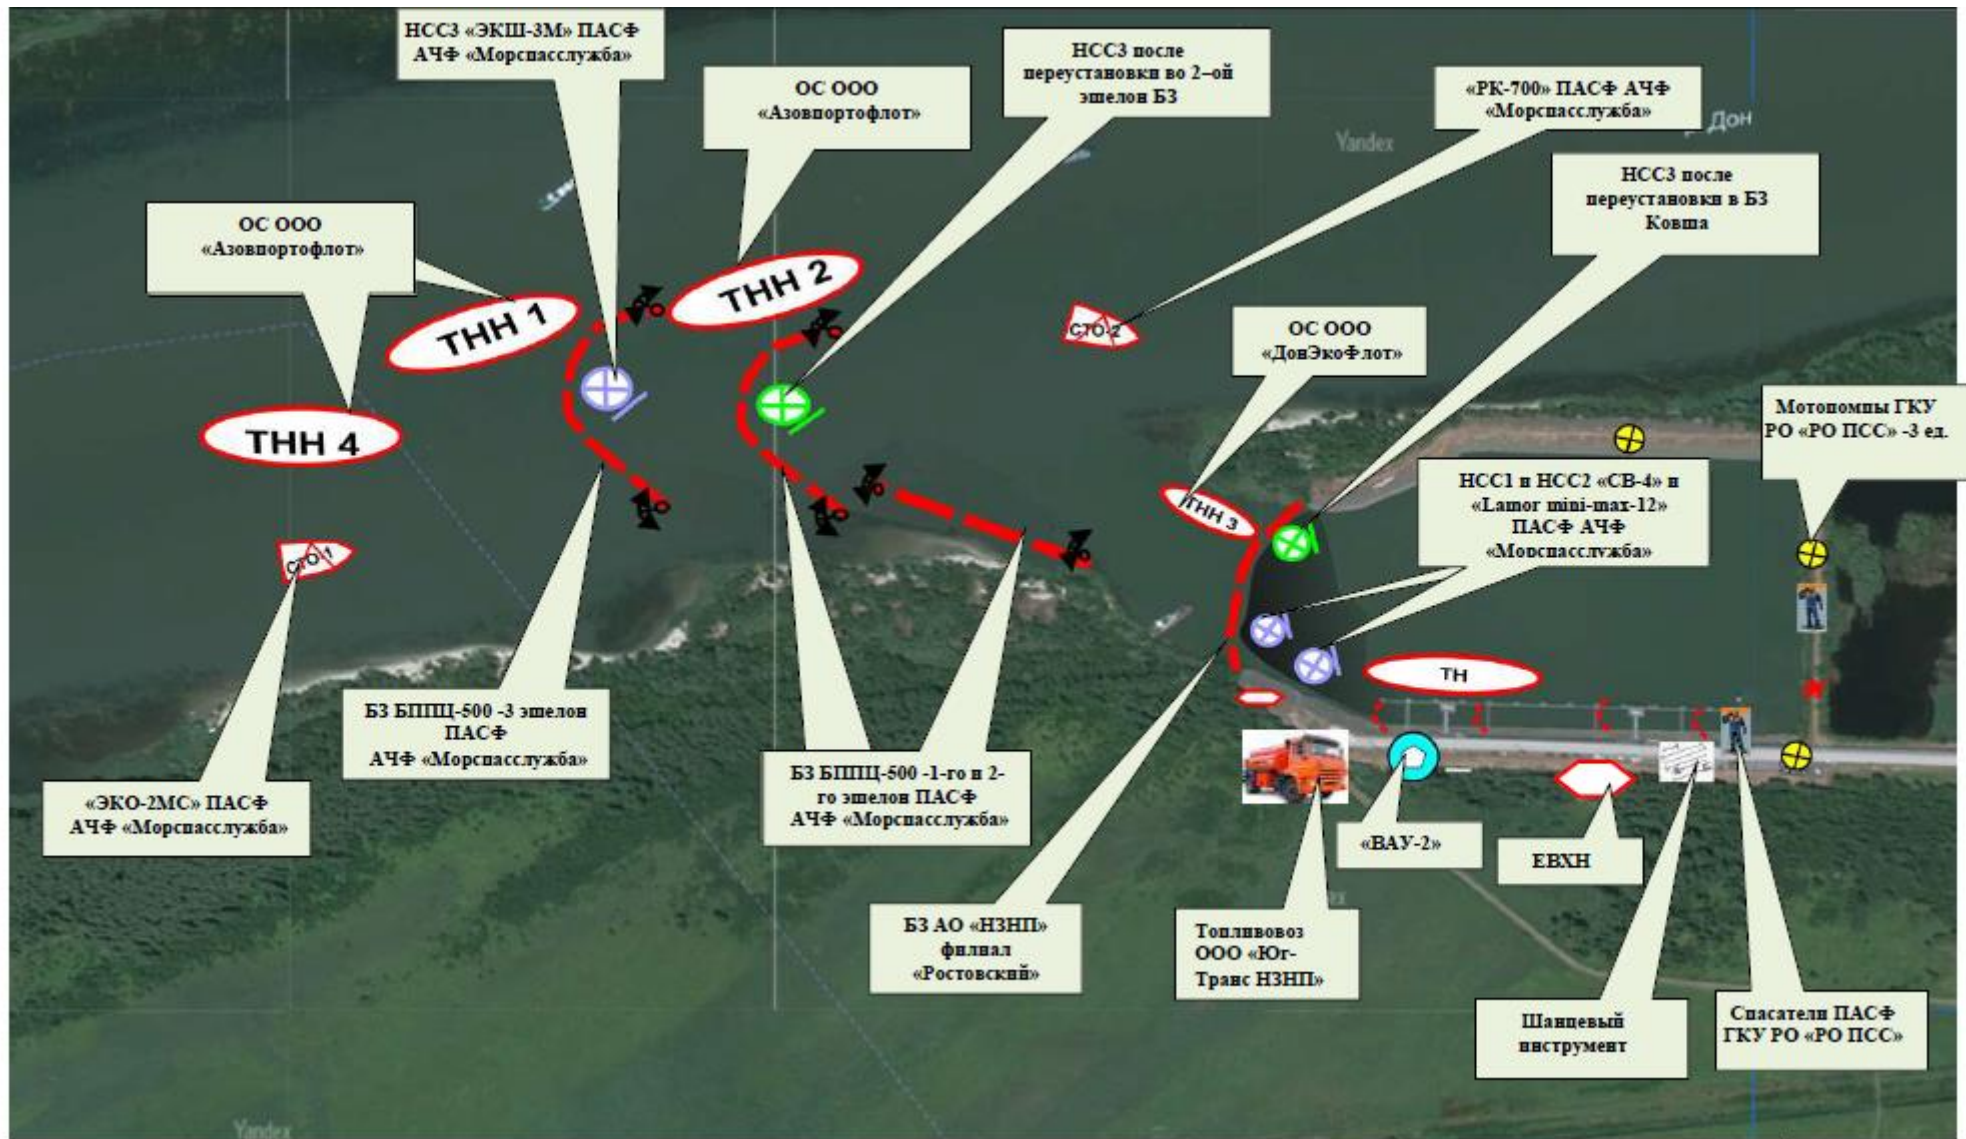 НСС3 «ЭКШ-3М» ПАСФ
АЧФ «Морспасслужба»
ОС ООО
«Азовпортофлот»
НСС3 после
переустановки во 2–ой
эшелон БЗ
«РК-700» ПАСФ АЧФ
«Морспасслужба»
Дон
Yandex
НСС3 после
переустановки в БЗ
Ковша
ОС ООО
«Азовпортофлот»
ТНН 1
ТНН 2
СТО-2
ОС ООО
«ДонЭкоФлот»
ТНН 4
Мотопомпы ГКУ
РО «РО ПСС» -3 ед.
НСС1 и НСС2 «СВ-4» и
«Lamor mini-max-12»
ПАСФ АЧФ
«Морспасслужба»
ТНН 3
СТО-1
ТН
БЗ БППЦ-500 -3 эшелон
ПАСФ
АЧФ «Морспасслужба»
БЗ БППЦ-500 -1-го и 2-
го эшелон ПАСФ
АЧФ «Морспасслужба»
«ЭКО-2МС» ПАСФ
АЧФ «Морспасслужба»
«ВАУ-2»
ЕВХН
БЗ АО «НЗНП»
филиал
«Ростовский»
Топливовоз
ООО «Юг-
Транс НЗНП»
Шанцевый
инструмент
Спасатели ПАСФ
ГКУ РО «РО ПСС»
Yandex